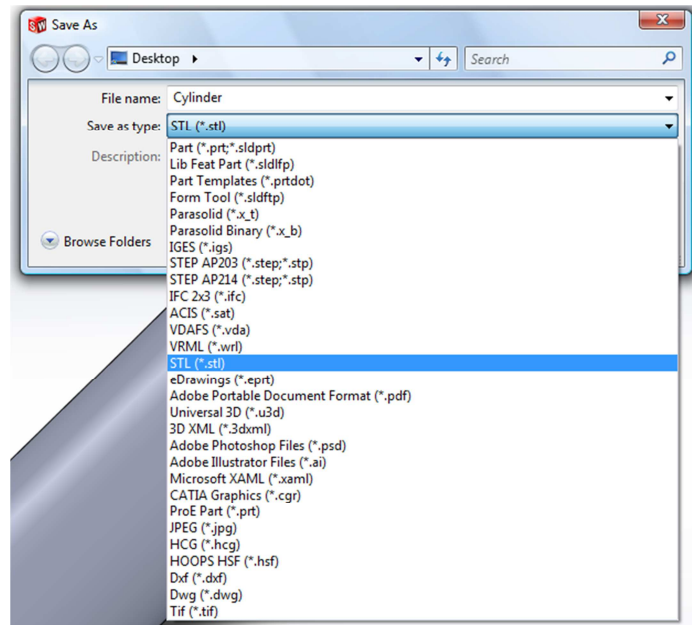 SW Save As
Desktop
Search
File name: Cylinder
Save as type: STL (*.stl)
Description:
Browse Folders
Part (*.prt;*.sldprt)
Lib Feat Part (*.sldlfp)
Part Templates (*.prtdot)
Form Tool (*.sldftp)
Parasolid (*.x_t)
Parasolid Binary (*.x_b)
IGES (*.igs)
STEP AP203 (*.step;*.stp)
STEP AP214 (*.step;*.stp)
IFC 2x3 (*.ifc)
ACIS (*.sat)
VDAFS (*.vda)
VRML (*.wrl)
STL (*.stl)
eDrawings (*.eprt)
Adobe Portable Document Format (*.pdf)
Universal 3D (*.u3d)
3D XML (*.3dxml)
Adobe Photoshop Files (*.psd)
Adobe Illustrator Files (*.ai)
Microsoft XAML (*.xaml)
CATIA Graphics (*.cgr)
ProE Part (*.prt)
JPEG (*.jpg)
HCG (*.hcg)
HOOPS HSF (*.hsf)
Dxf (*.dxf)
Dwg (*.dwg)
Tif (*.tif)